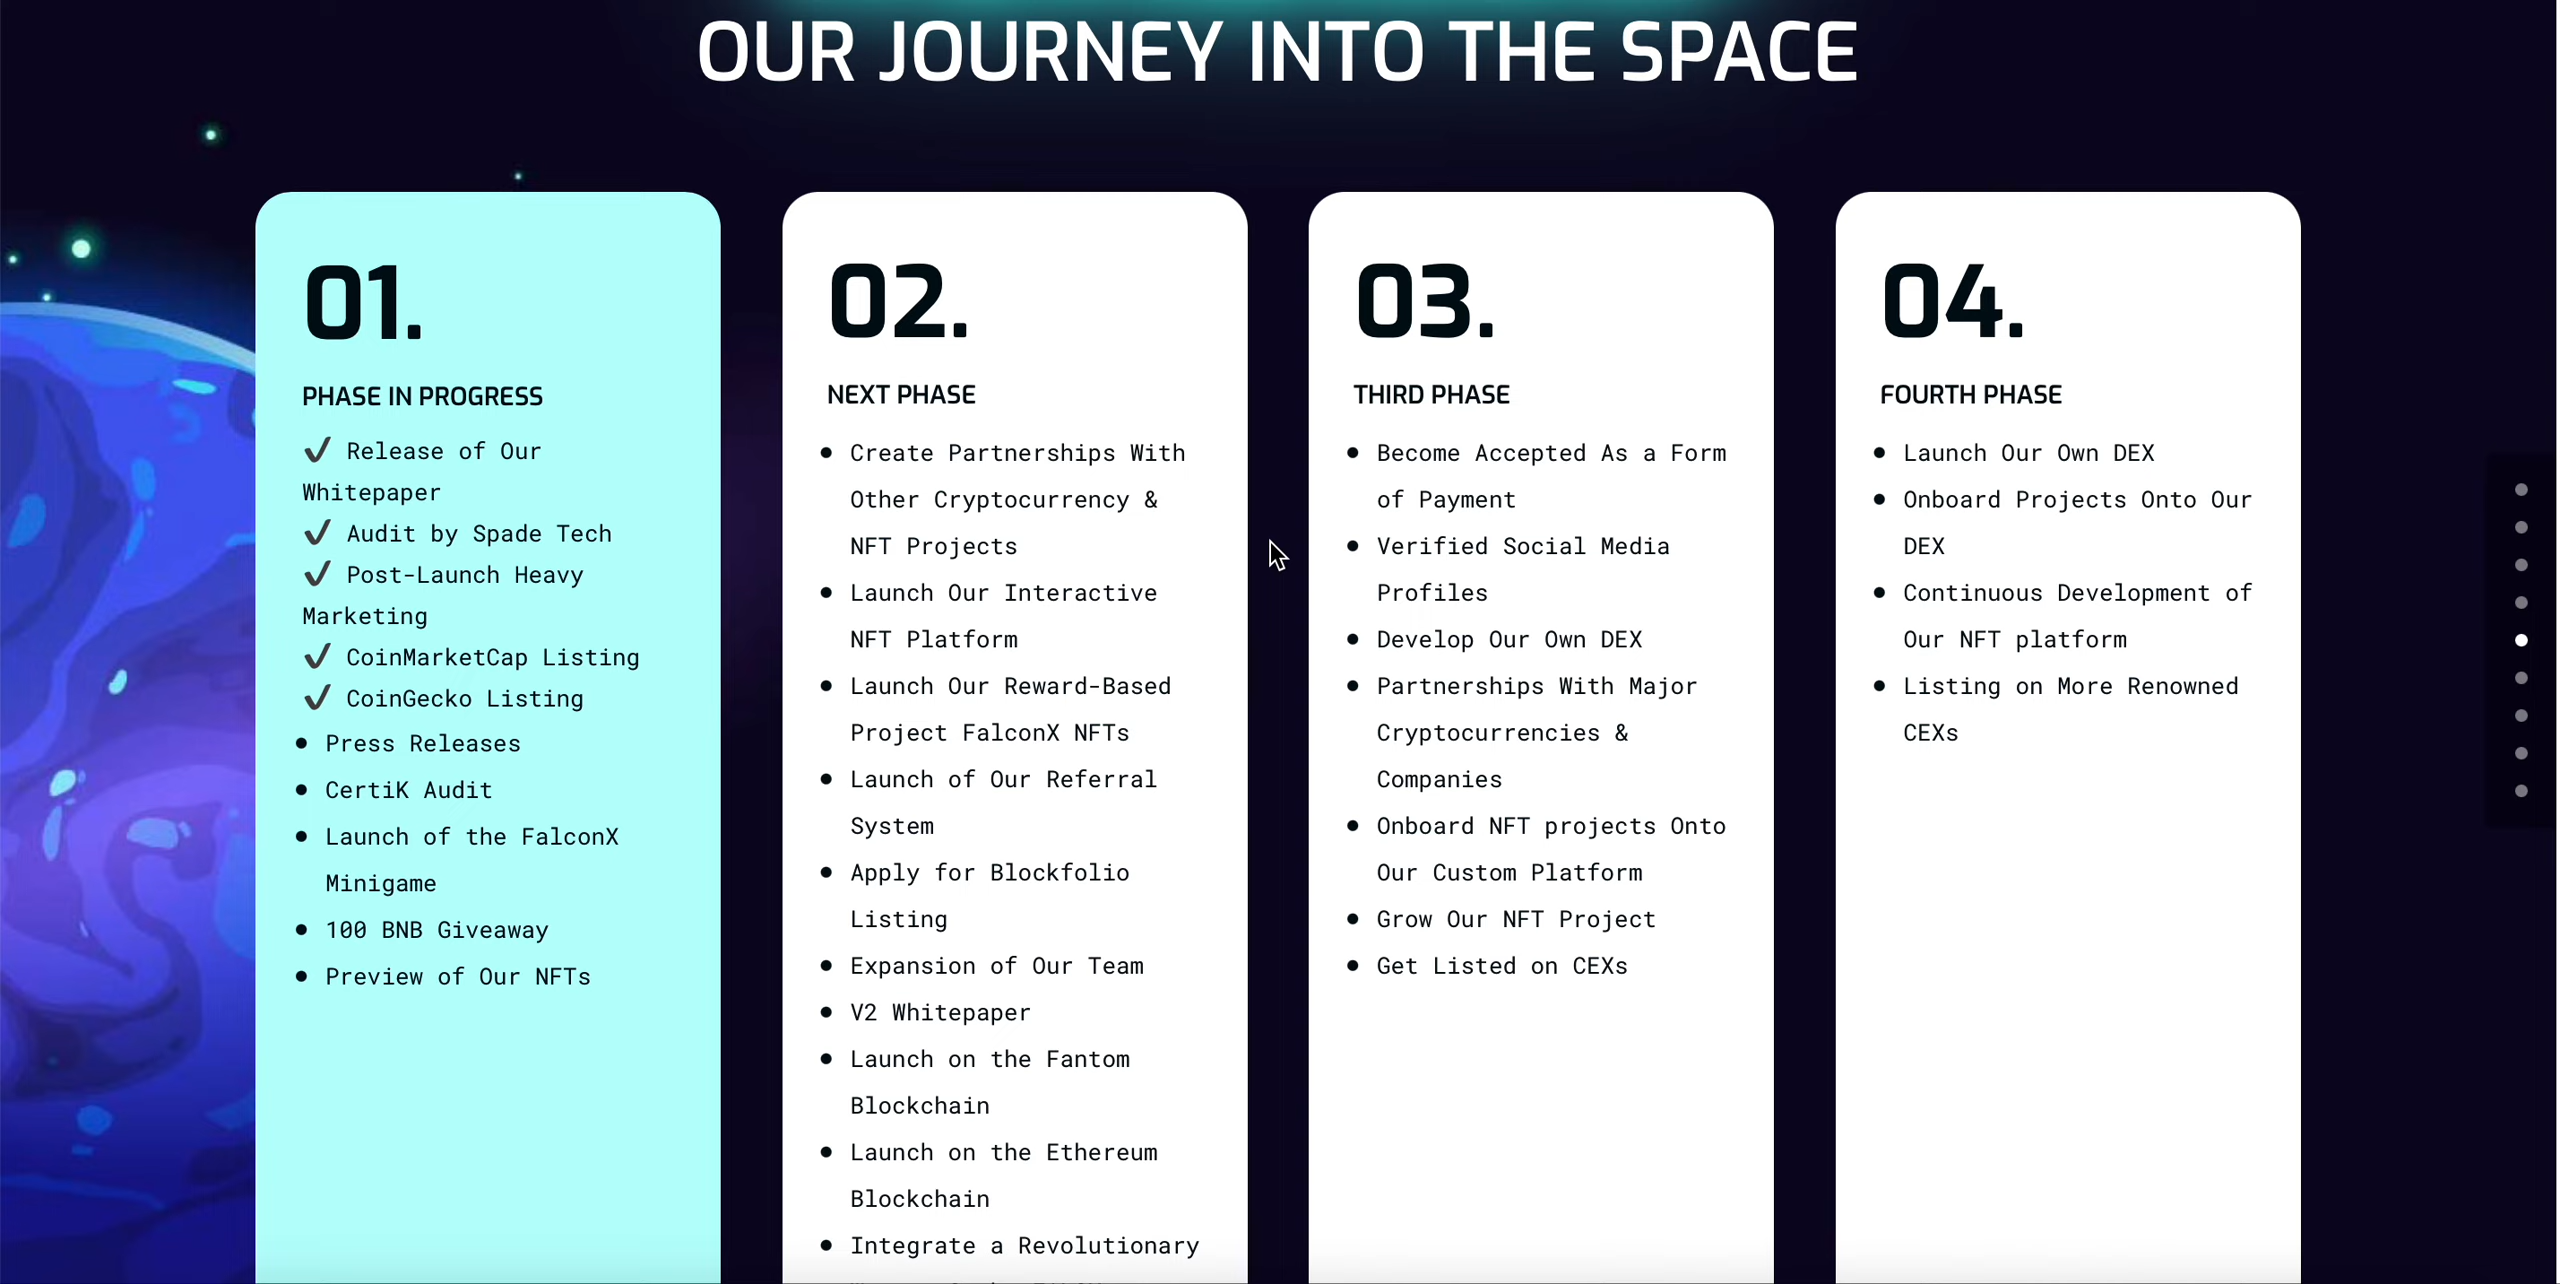 OUR JOURNEY INTO THE SPACE
01.
PHASE IN PROGRESS
✔ Release of Our
Whitepaper
✔ Audit by Spade Tech
✔ Post-Launch Heavy
Marketing
✔ CoinMarketCap Listing
✔ CoinGecko Listing
• Press Releases
• CertiK Audit
• Launch of the FalconX
Minigame
• 100 BNB Giveaway
• Preview of Our NFTs
02.
NEXT PHASE
• Create Partnerships With
Other Cryptocurrency &
NFT Projects
• Launch Our Interactive
NFT Platform
• Launch Our Reward-Based
Project FalconX NFTs
• Launch of Our Referral
System
• Apply for Blockfolio
Listing
• Expansion of Our Team
• V2 Whitepaper
• Launch on the Fantom
Blockchain
• Launch on the Ethereum
Blockchain
• Integrate a Revolutionary
03.
THIRD PHASE
• Become Accepted As a Form
of Payment
• Verified Social Media
Profiles
• Develop Our Own DEX
• Partnerships With Major
Cryptocurrencies &
Companies
• Onboard NFT projects Onto
Our Custom Platform
• Grow Our NFT Project
• Get Listed on CEXs
04.
FOURTH PHASE
• Launch Our Own DEX
• Onboard Projects Onto Our
DEX
• Continuous Development of
Our NFT platform
• Listing on More Renowned
CEXs